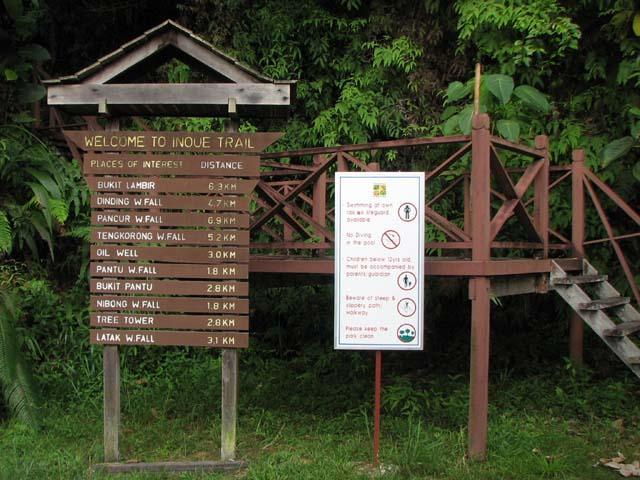 WELCOME TO INOUE TRAIL
PLACES OF INTEREST DISTANCE
BUKIT LAMBIR 6.3 KM
DINDING W.FALL 4.7 KM
PANCUR W.FALL 6.9 KM
TENGKORONG W.FALL 5.2 KM
OIL WELL 3.0 KM
PANTU W.FALL 1.8 KM
BUKIT PANTU 2.8 KM
NIBONG W.FALL 1.8 KM
TREE TOWER 2.8 KM
LATAK W.FALL 3.1 KM
Swimming at own
risk no lifeguard
provided
No Diving
in the pool
Children below 12yrs old
must be accompanied by
parents/guardian
Beware of steep &
slippery path/
walkway
Please keep the
park clean